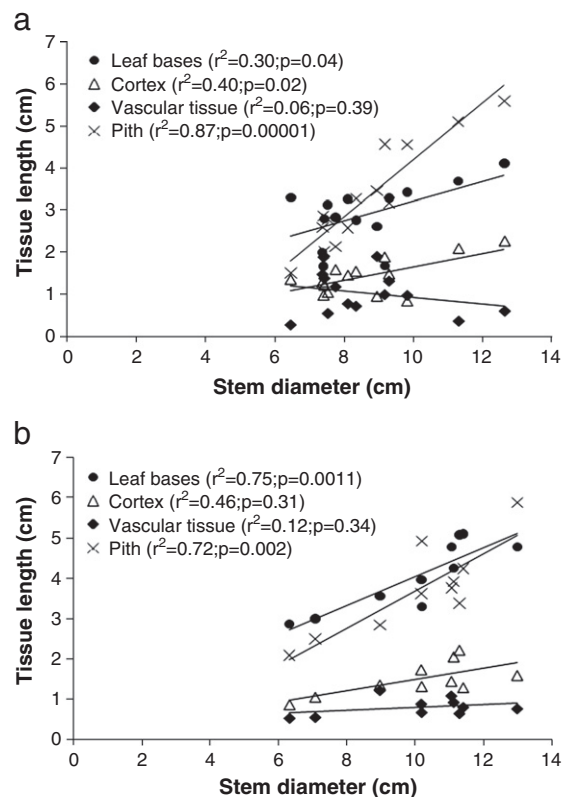 a
7
Leaf bases (r²=0.30;p=0.04)
6
Cortex (r²=0.40;p=0.02)
Vascular tissue (r²=0.06;p=0.39)
5
Pith (r²=0.87;p=0.00001)
4
3
2
1
0
Tissue length (cm)
0 2 4 6 8 10 12 14
Stem diameter (cm)
b
7
Leaf bases (r²=0.75;p=0.0011)
6
Cortex (r²=0.46;p=0.31)
Vascular tissue (r²=0.12;p=0.34)
5
Pith (r²=0.72;p=0.002)
4
3
2
1
0
Tissue length (cm)
0 2 4 6 8 10 12 14
Stem diameter (cm)